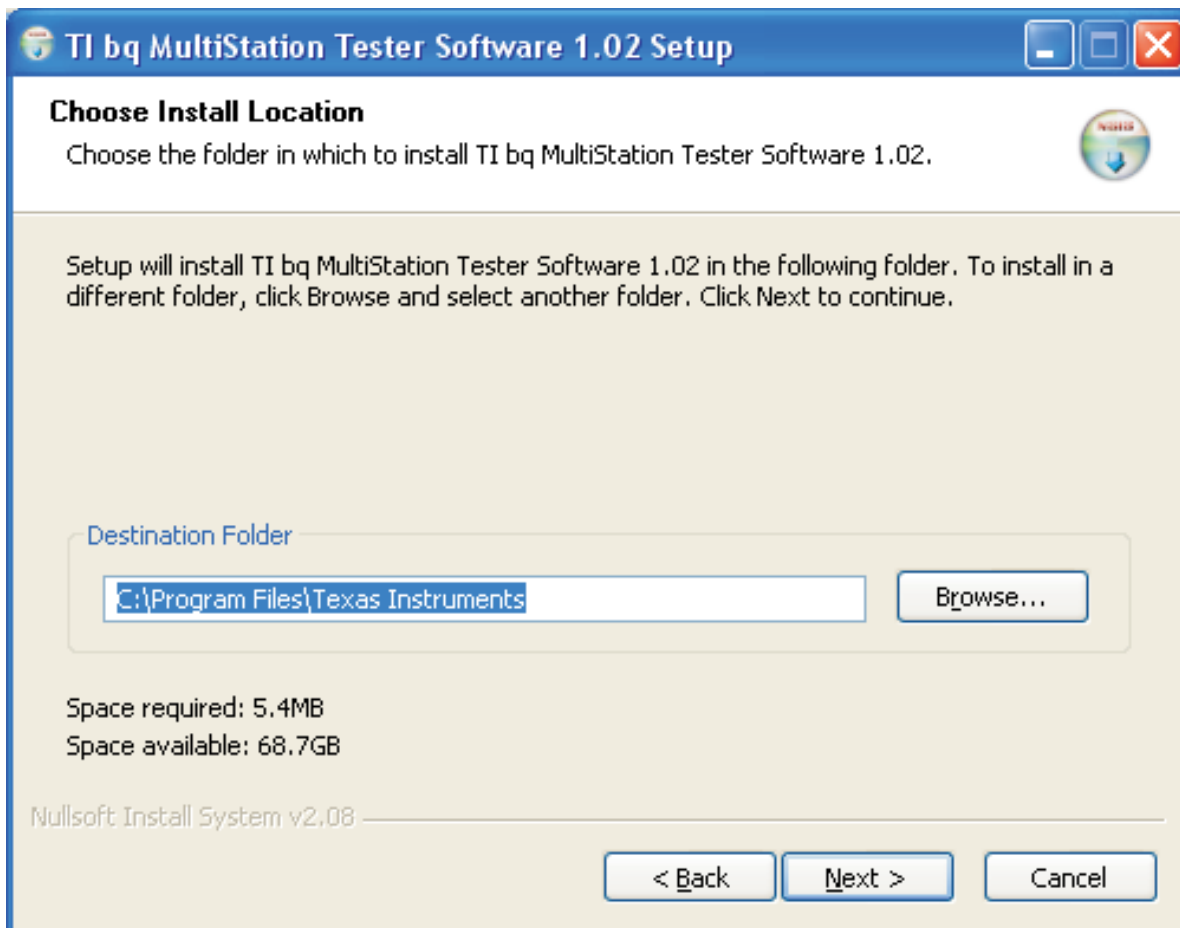 TI bq MultiStation Tester Software 1.02 Setup
Choose Install Location
Choose the folder in which to install TI bq MultiStation Tester Software 1.02.
Setup will install TI bq MultiStation Tester Software 1.02 in the following folder. To install in a
different folder, click Browse and select another folder. Click Next to continue.
Destination Folder
C:\Program Files\Texas Instruments
Browse...
Space required: 5.4MB
Space available: 68.7GB
Nullsoft Install System v2.08
< Back
Next >
Cancel